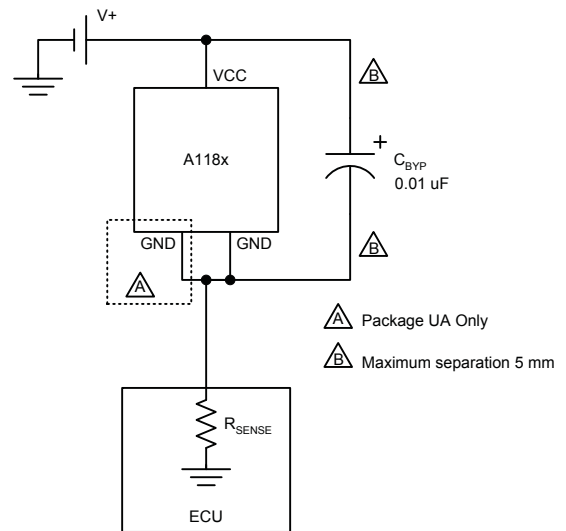 V+
VCC
B
A118x
+
C_BYP
0.01 uF
GND
GND
B
A
A Package UA Only
B Maximum separation 5 mm
R_SENSE
ECU